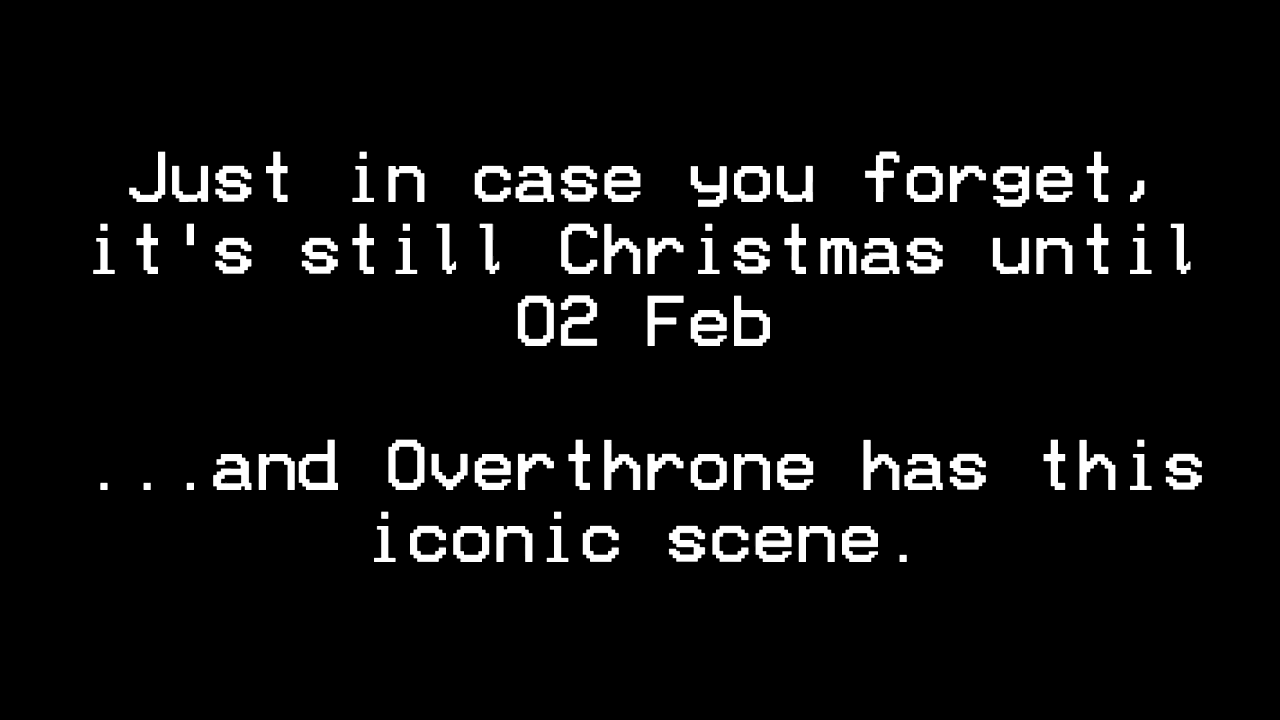 Just in case you forget,
it's still Christmas until
02 Feb
...and Overthrone has this
iconic scene.